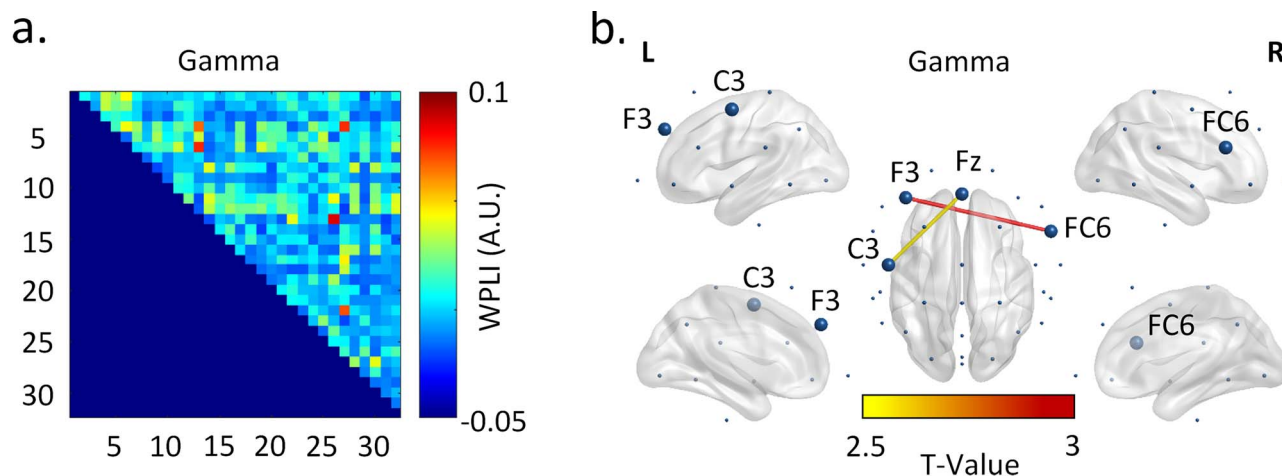 a.
Gamma
5
10
15
20
25
30
5 10 15 20 25 30
0.1
WPLI (A.U.)
-0.05
b.
L
Gamma
R
C3
F3
FC6
F3
Fz
C3
FC6
C3
F3
FC6
2.5 3
T-Value